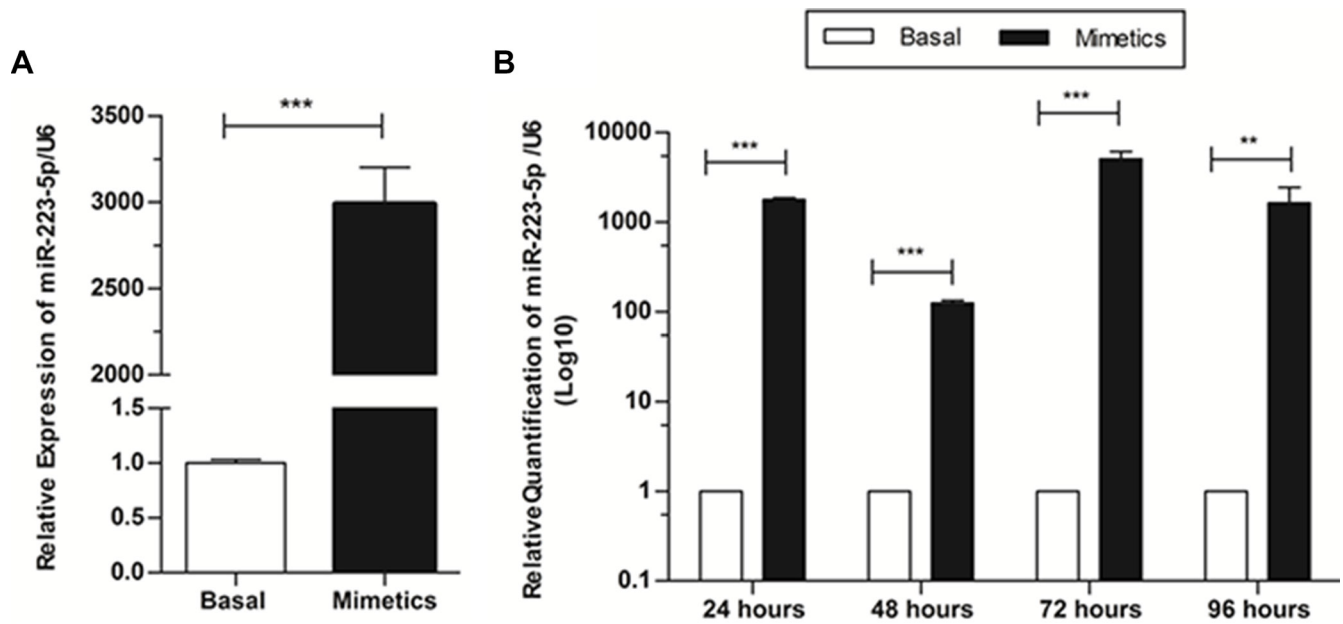 A
Relative Expression of miR-223-5p/U6
3500
3000
2500
2000
1.5
1.0
0.5
0.0
***
Basal
Mimetics
B
Basal
Mimetics
RelativeQuantification of miR-223-5p /U6
(Log10)
10000
1000
100
10
1
0.1
***
***
***
**
24 hours
48 hours
72 hours
96 hours